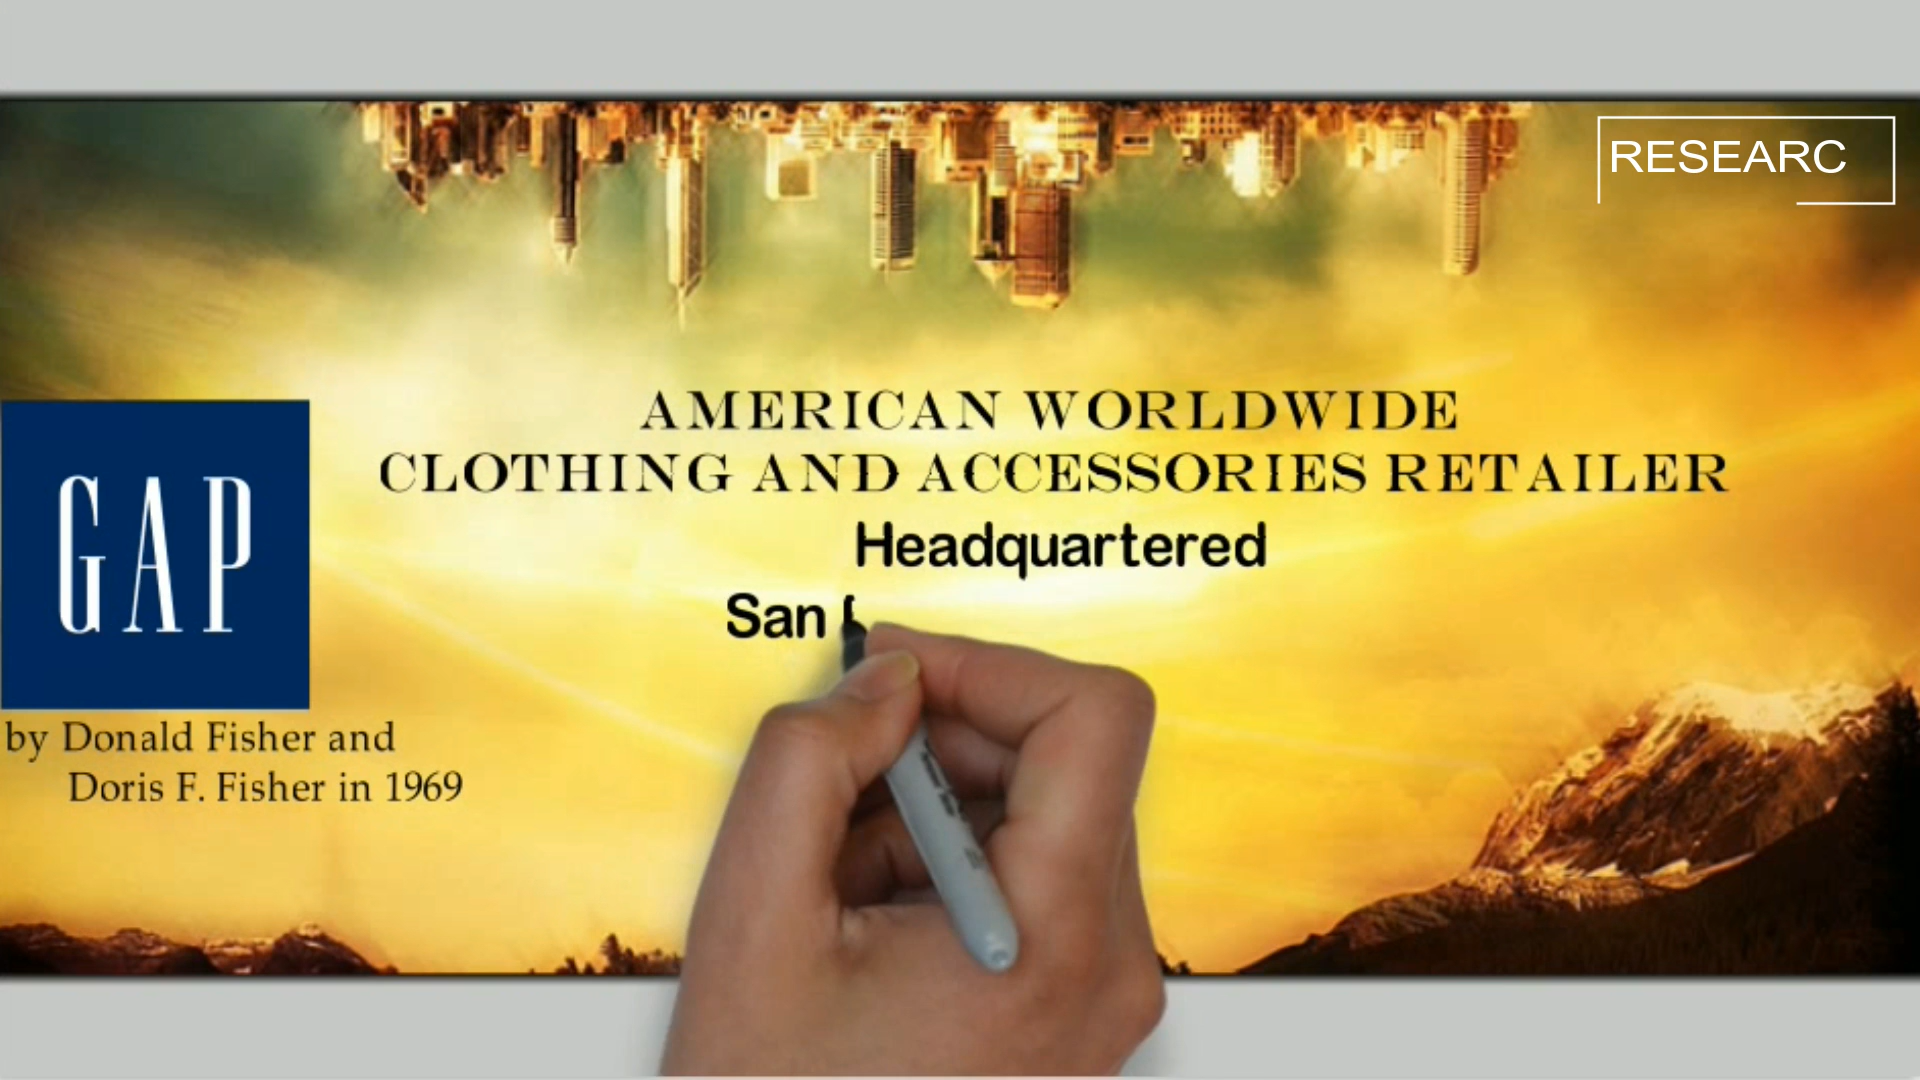 RESEARC
AMERICAN WORLDWIDE
CLOTHING AND ACCESSORIES RETAILER
Headquartered
San
GAP
by Donald Fisher and
Doris F. Fisher in 1969